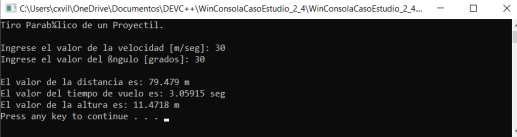 C:\Users\cxvil\OneDrive\Documentos\DEVC++\WinConsolaCasoEstudio_2_4\WinConsolaCasoEstudio_2_4...
Tiro Parab¾lico de un Proyectil.
Ingrese el valor de la velocidad [m/seg]: 30
Ingrese el valor del ßngulo [grados]: 30
El valor de la distancia es: 79.479 m
El valor del tiempo de vuelo es: 3.05915 seg
El valor de la altura es: 11.4718 m
Press any key to continue . . .